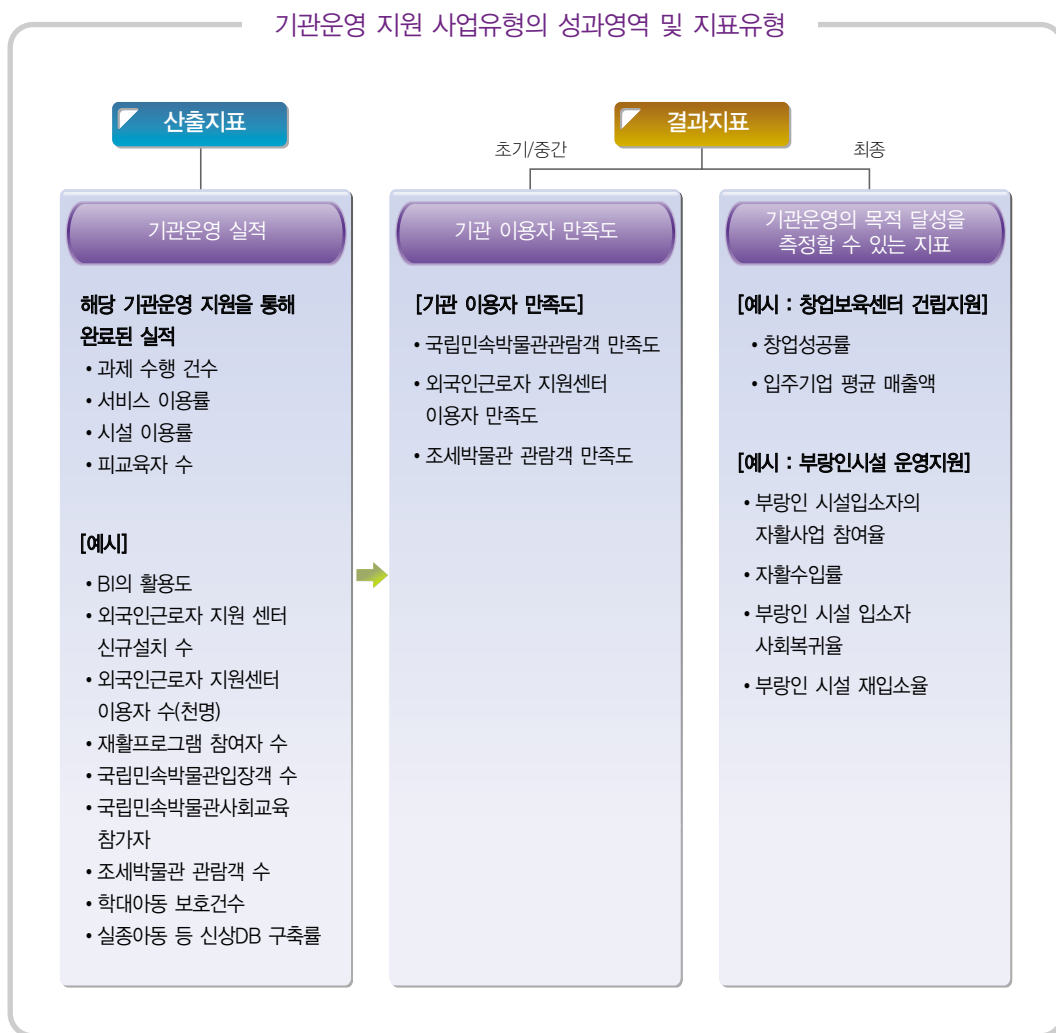 기관운영 지원 사업유형의 성과영역 및 지표유형
산출지표
기관운영 실적
해당 기관운영 지원을 통해
완료된 실적
• 과제 수행 건수
• 서비스 이용률
• 시설 이용률
• 피교육자 수
[예시]
• BI의 활용도
• 외국인근로자 지원 센터
신규설치 수
• 외국인근로자 지원센터
이용자 수(천명)
• 재활프로그램 참여자 수
• 국립민속박물관입장객 수
• 국립민속박물관사회교육
참가자
• 조세박물관 관람객 수
• 학대아동 보호건수
• 실종아동 등 신상DB 구축률
결과지표
초기/중간
최종
기관 이용자 만족도
[기관 이용자 만족도]
• 국립민속박물관관람객 만족도
• 외국인근로자 지원센터
이용자 만족도
• 조세박물관 관람객 만족도
기관운영의 목적 달성을
측정할 수 있는 지표
[예시 : 창업보육센터 건립지원]
• 창업성공률
• 입주기업 평균 매출액
[예시 : 부랑인시설 운영지원]
• 부랑인 시설입소자의
자활사업 참여율
• 자활수입률
• 부랑인 시설 입소자
사회복귀율
• 부랑인 시설 재입소율